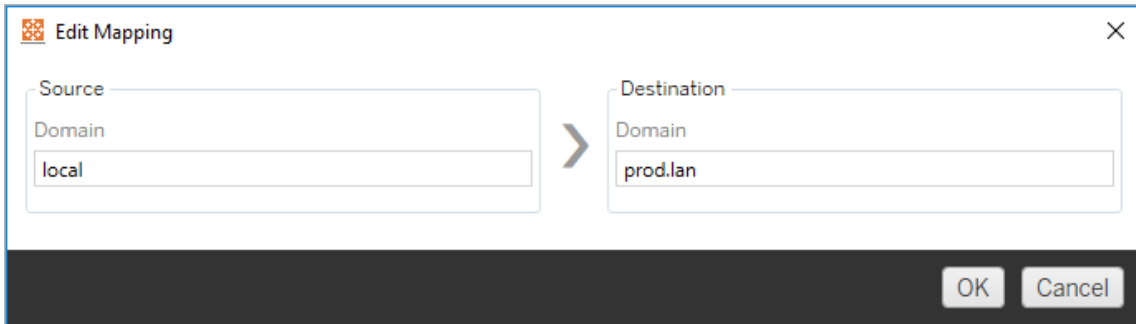 Edit Mapping
Source
Domain
local
Destination
Domain
prod.lan
OK
Cancel